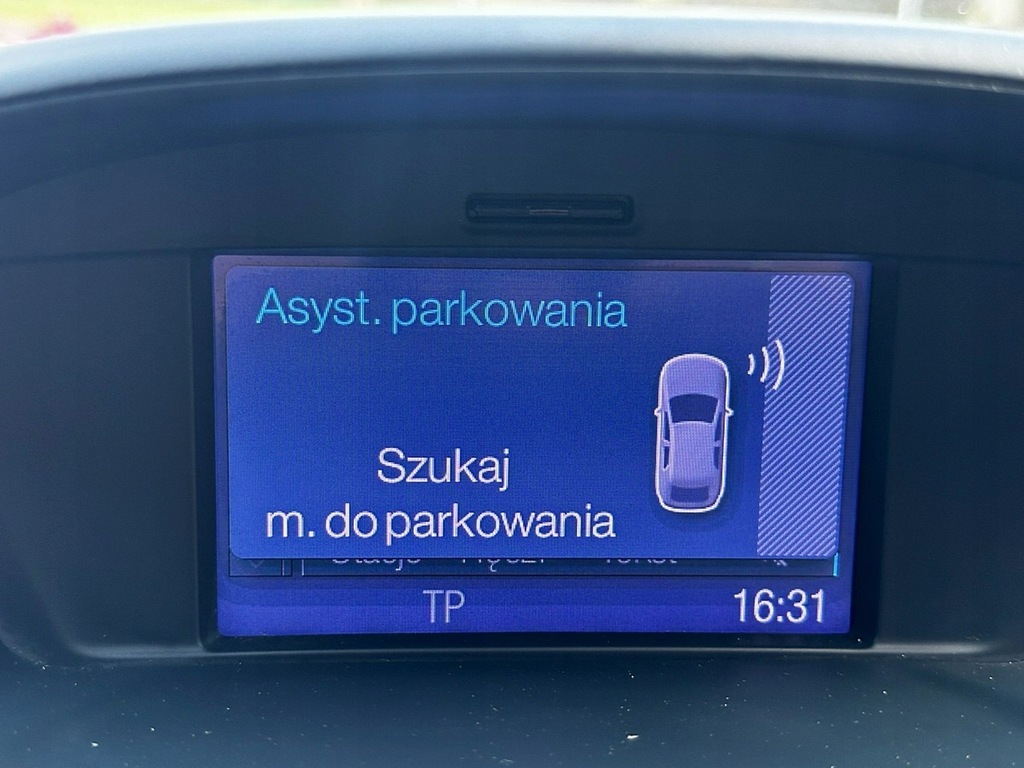 Asyst. parkowania
Szukaj
m. do parkowania
TP
16:31